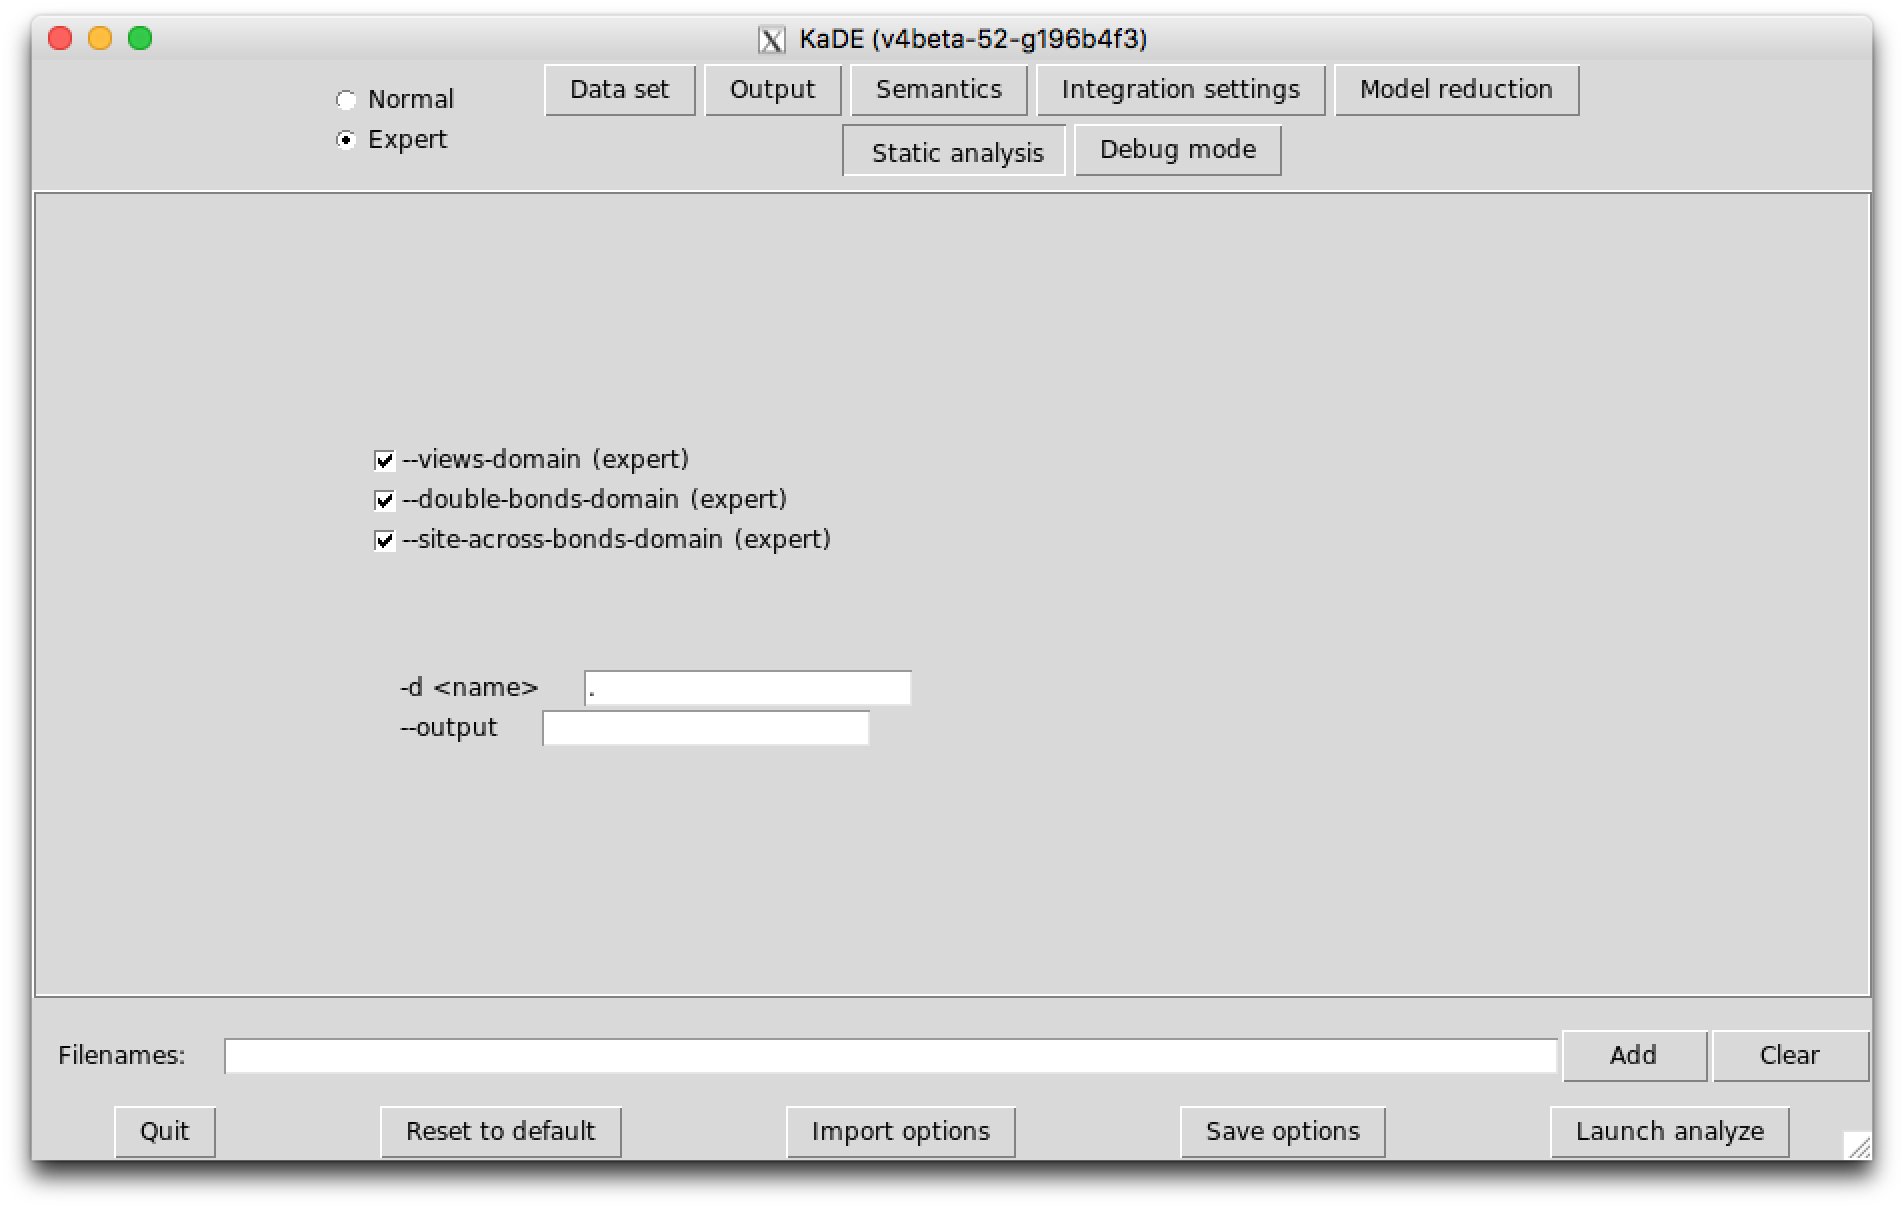 KaDE (v4beta-52-g196b4f3)
Normal
Expert
Data set Output Semantics Integration settings Model reduction
Static analysis Debug mode
--views-domain (expert)
--double-bonds-domain (expert)
--site-across-bonds-domain (expert)
-d <name> .
--output
Filenames: Add Clear
Quit Reset to default Import options Save options Launch analyze